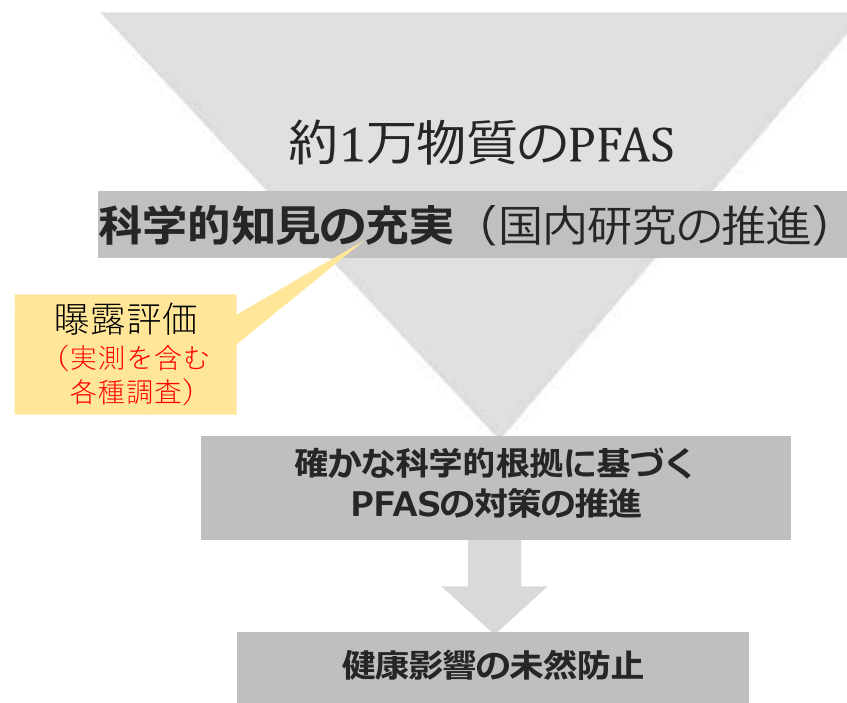 約1万物質のPFAS
科学的知見の充実（国内研究の推進）
曝露評価
（実測を含む
各種調査）
確かな科学的根拠に基づく
PFASの対策の推進
健康影響の未然防止